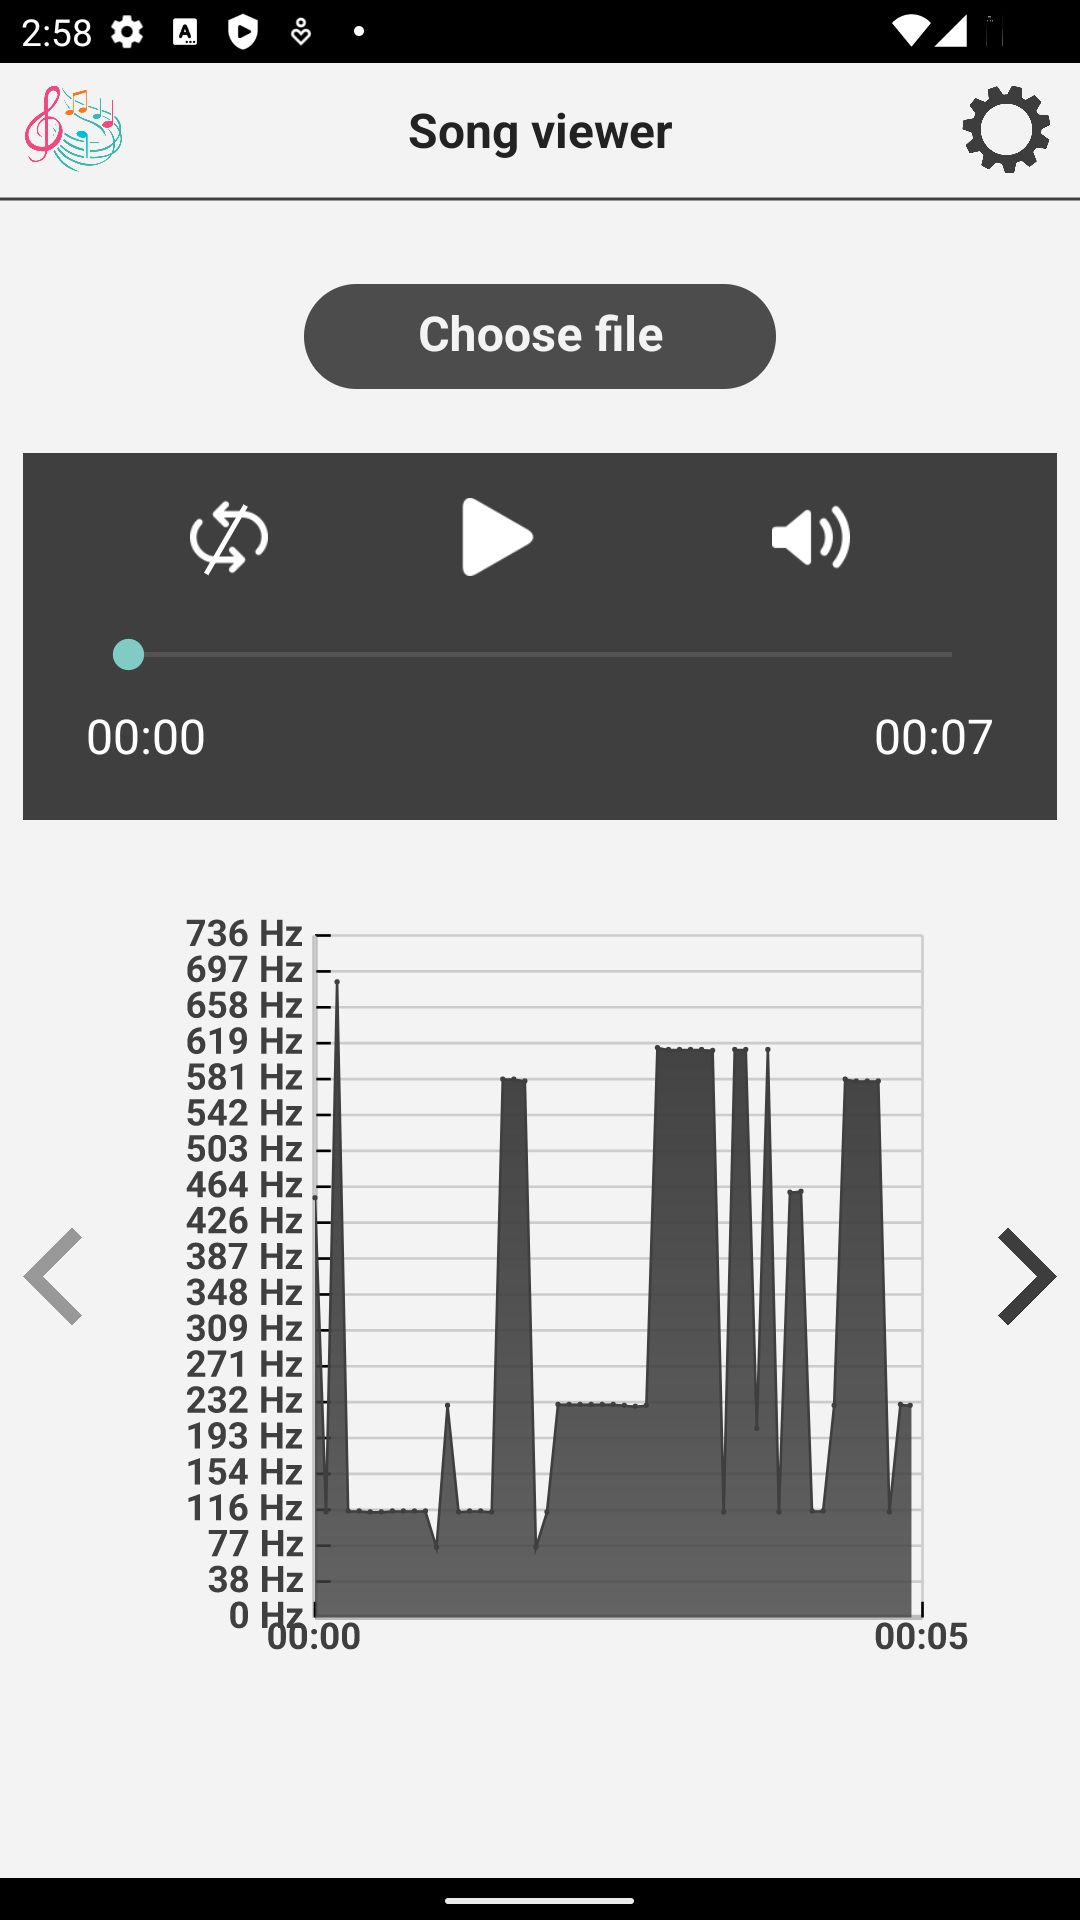 2:58
Song viewer
Choose file
00:00
00:07
736 Hz
697 Hz
658 Hz
619 Hz
581 Hz
542 Hz
503 Hz
464 Hz
426 Hz
387 Hz
348 Hz
309 Hz
271 Hz
232 Hz
193 Hz
154 Hz
116 Hz
77 Hz
38 Hz
0 Hz
00:00
00:05